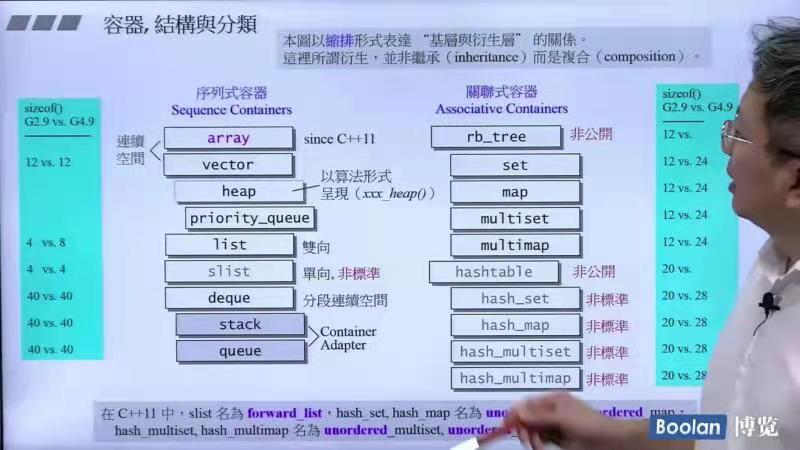 容器, 結構與分類
本圖以縮排形式表達 “基層與衍生層” 的關係。
這裡所謂衍生，並非繼承（inheritance）而是複合（composition）。
sizeof()
G2.9 vs. G4.9
12 vs. 12
4 vs. 8
4 vs. 4
40 vs. 40
40 vs. 40
40 vs. 40
序列式容器
Sequence Containers
連續
空間
array
since C++11
vector
heap
以算法形式
呈現（xxx_heap()）
priority_queue
list
雙向
slist
單向, 非標準
deque
分段連續空間
stack
queue
Container
Adapter
關聯式容器
Associative Containers
rb_tree
非公開
set
map
multiset
multimap
hashtable
非公開
hash_set
非標準
hash_map
非標準
hash_multiset
非標準
hash_multimap
非標準
sizeof()
G2.9 vs. G4.9
12 vs.
12 vs. 24
12 vs. 24
12 vs. 24
12 vs. 24
20 vs.
20 vs. 28
20 vs. 28
20 vs. 28
20 vs. 28
在 C++11 中，slist 名為 forward_list，hash_set, hash_map 名為
hash_multiset, hash_multimap 名為 unordered_multiset,
Boolan 博览